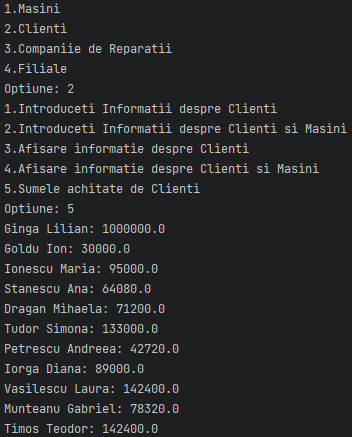 1.Masini
2.Clienti
3.Companiie de Reparatii
4.Filiale
Optiune: 2
1.Introduceti Informatii despre Clienti
2.Introduceti Informatii despre Clienti si Masini
3.Afisare informatie despre Clienti
4.Afisare informatie despre Clienti si Masini
5.Sumele achitate de Clienti
Optiune: 5
Ginga Lilian: 1000000.0
Goldu Ion: 30000.0
Ionescu Maria: 95000.0
Stanescu Ana: 64080.0
Dragan Mihaela: 71200.0
Tudor Simona: 133000.0
Petrescu Andreea: 42720.0
Iorga Diana: 89000.0
Vasilescu Laura: 142400.0
Munteanu Gabriel: 78320.0
Timos Teodor: 142400.0